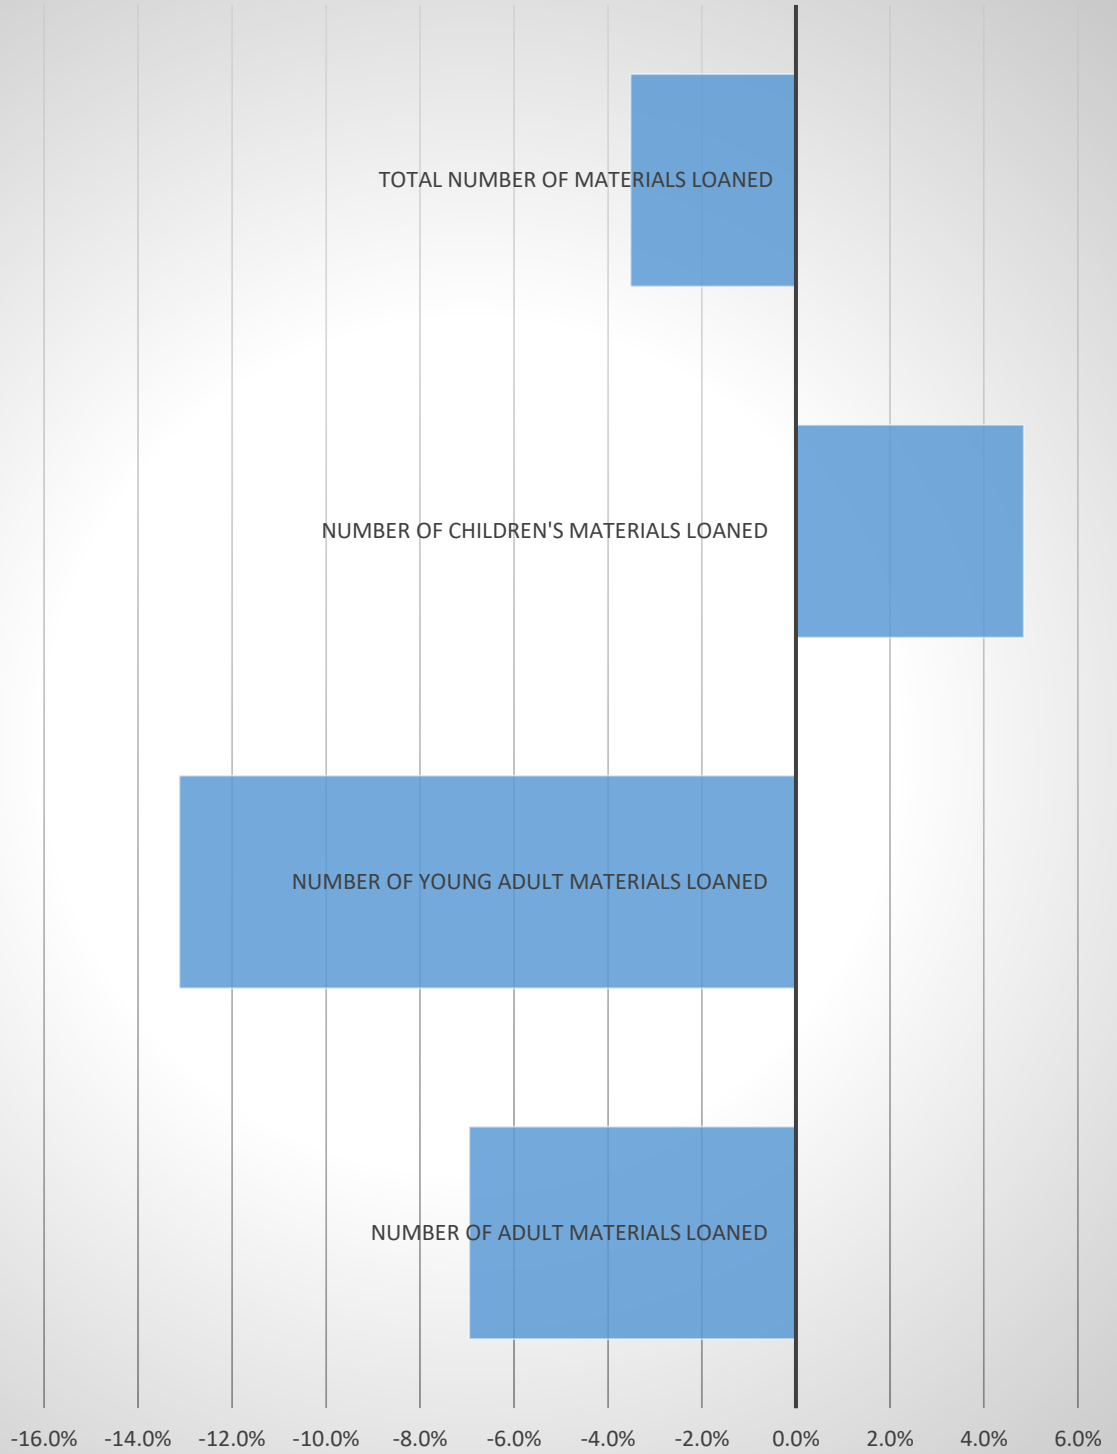 TOTAL NUMBER OF MATERIALS LOANED
NUMBER OF CHILDREN'S MATERIALS LOANED
NUMBER OF YOUNG ADULT MATERIALS LOANED
NUMBER OF ADULT MATERIALS LOANED
-16.0% -14.0% -12.0% -10.0% -8.0% -6.0% -4.0% -2.0% 0.0% 2.0% 4.0% 6.0%